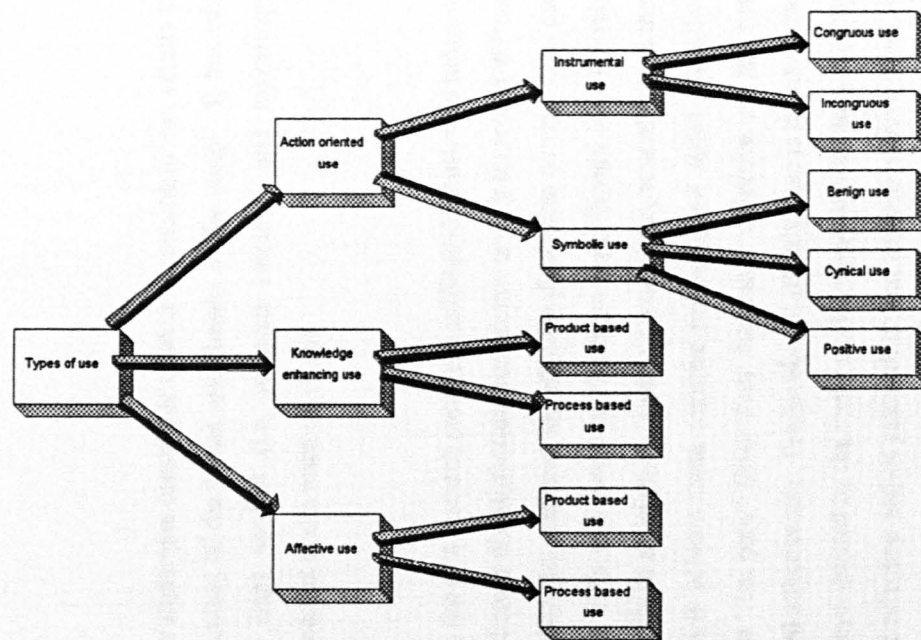 Types of use
Action oriented
use
Instrumental
use
Congruous use
Incongruous
use
Symbolic use
Benign use
Cynical use
Positive use
Knowledge
enhancing use
Product based
use
Process based
use
Affective use
Product based
use
Process based
use